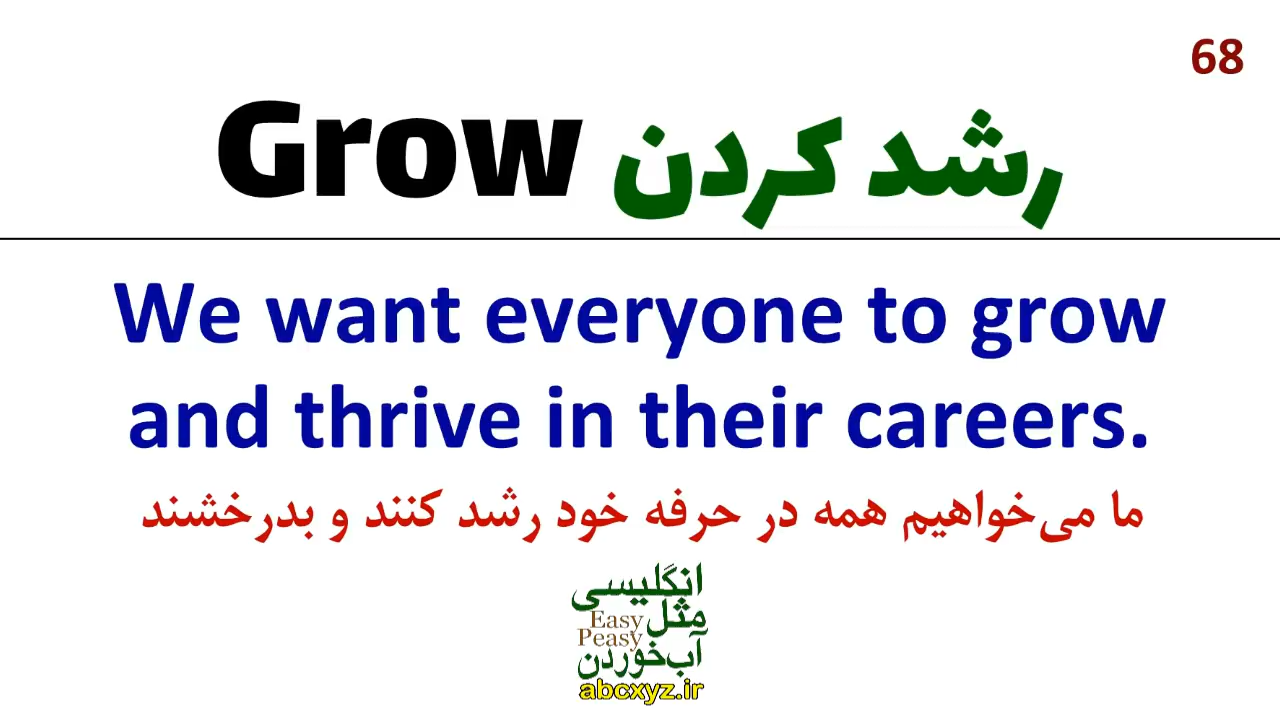 68
Grow رشد کردن
We want everyone to grow
and thrive in their careers.
ما می‌خواهیم همه در حرفه خود رشد کنند و بدرخشند
انگلیسی
مثل Easy
Peasy
آب‌خوردن
abcxyz.ir